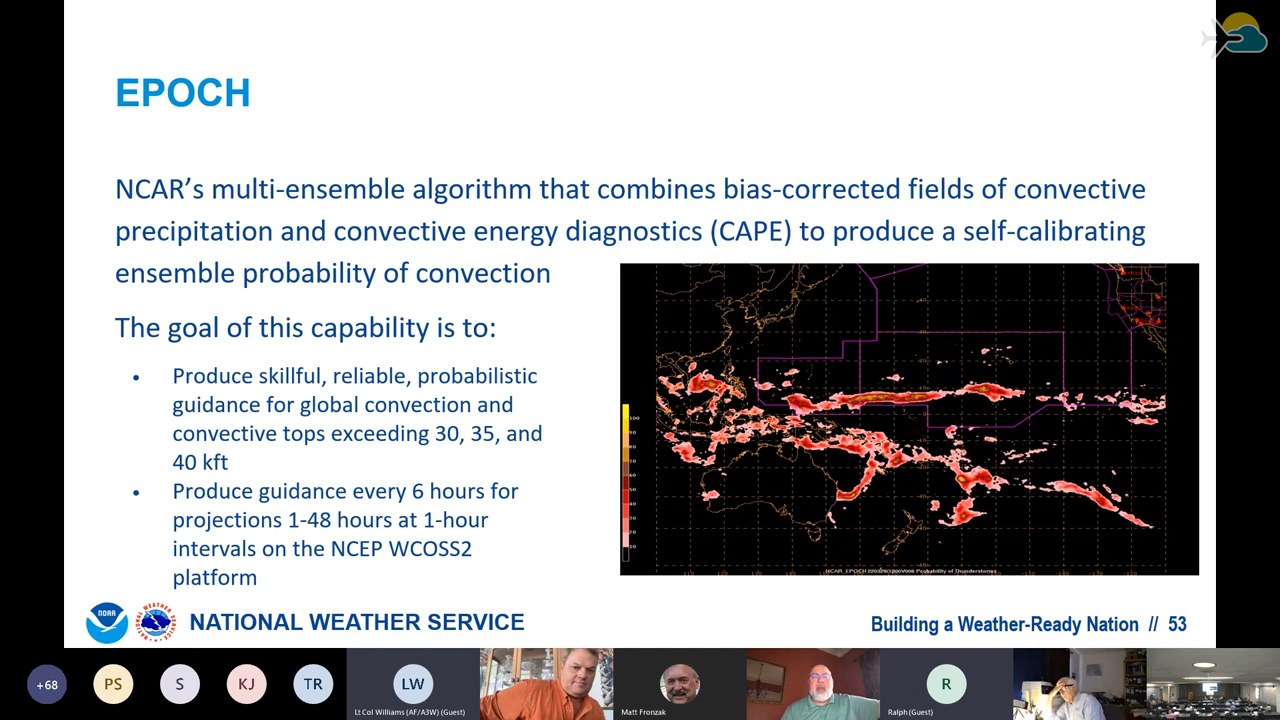 EPOCH
NCAR’s multi-ensemble algorithm that combines bias-corrected fields of convective
precipitation and convective energy diagnostics (CAPE) to produce a self-calibrating
ensemble probability of convection
The goal of this capability is to:
• Produce skillful, reliable, probabilistic
guidance for global convection and
convective tops exceeding 30, 35, and
40 kft
• Produce guidance every 6 hours for
projections 1-48 hours at 1-hour
intervals on the NCEP WCOSS2
platform
Probability of Thunderstorms
NOAA
NATIONAL WEATHER SERVICE
Building a Weather-Ready Nation // 53
+68
PS
S
KJ
TR
LW
R
Lt Col Williams (AF/A3W) (Guest)
Matt Fronzak
Ralph (Guest)